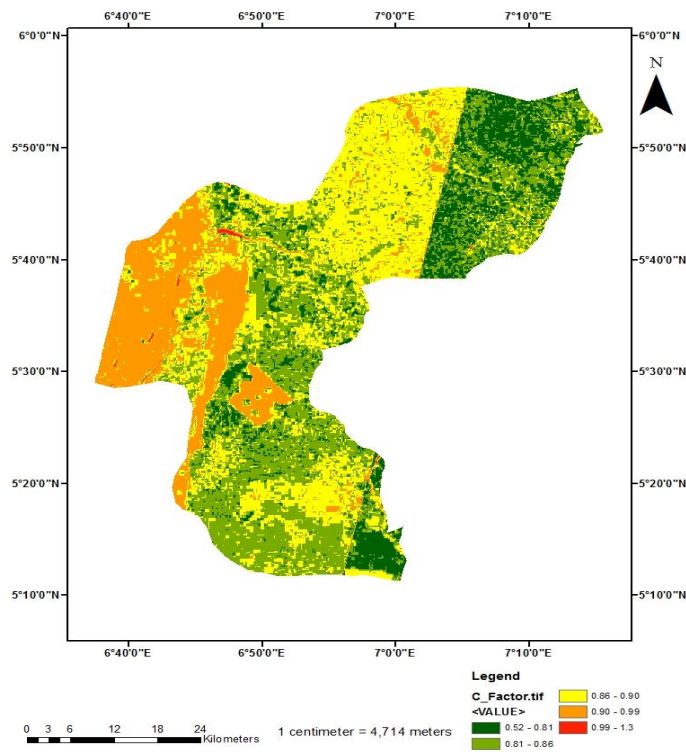 6°40'0"E 6°50'0"E 7°0'0"E 7°10'0"E
6°0'0"N 6°0'0"N
N
5°50'0"N 5°50'0"N
5°40'0"N 5°40'0"N
5°30'0"N 5°30'0"N
5°20'0"N 5°20'0"N
5°10'0"N 5°10'0"N
6°40'0"E 6°50'0"E 7°0'0"E 7°10'0"E
Legend
C_Factor.tif
<VALUE>
0.52 - 0.81
0.81 - 0.86
0.86 - 0.90
0.90 - 0.99
0.99 - 1.3
0 3 6 12 18 24
Kilometers
1 centimeter = 4,714 meters